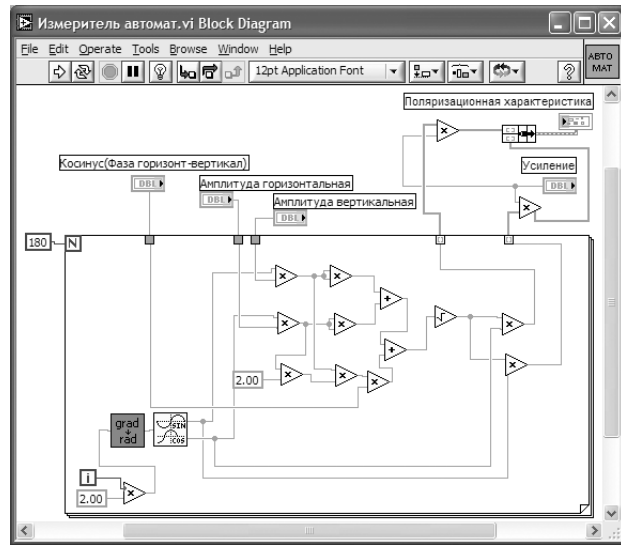 Измеритель автомат.vi Block Diagram
File Edit Operate Tools Browse Window Help
12pt Application Font
АВТО
МАТ
Поляризационная характеристика
Косинус(Фаза горизонт-вертикал)
DBL
Амплитуда горизонтальная
DBL
Амплитуда вертикальная
DBL
Усиление
DBL
180
N
2.00
grad
rad
SIN
COS
i
2.00